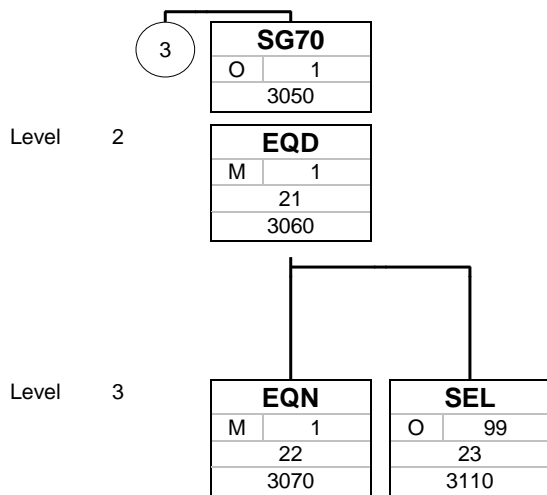 3
SG70
O 1
3050
Level 2
EQD
M 1
21
3060
Level 3
EQN
M 1
22
3070
SEL
O 99
23
3110